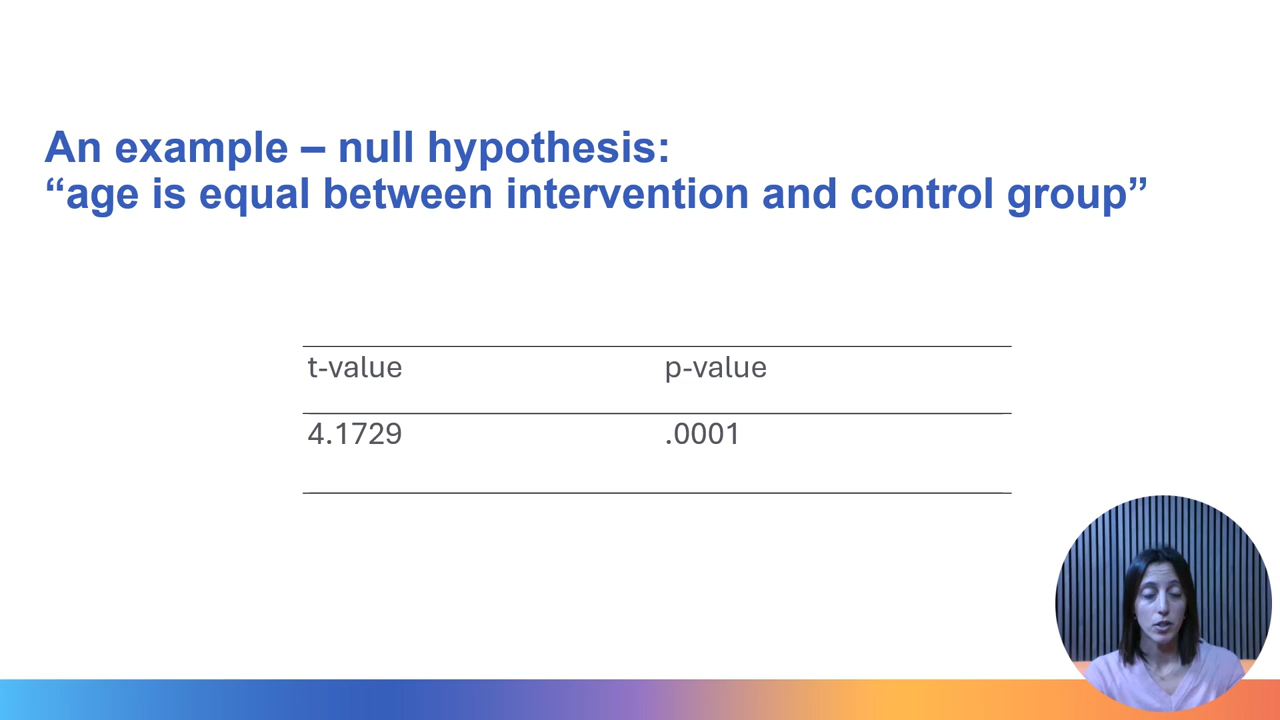 An example – null hypothesis:
“age is equal between intervention and control group”
t-value p-value
4.1729 .0001